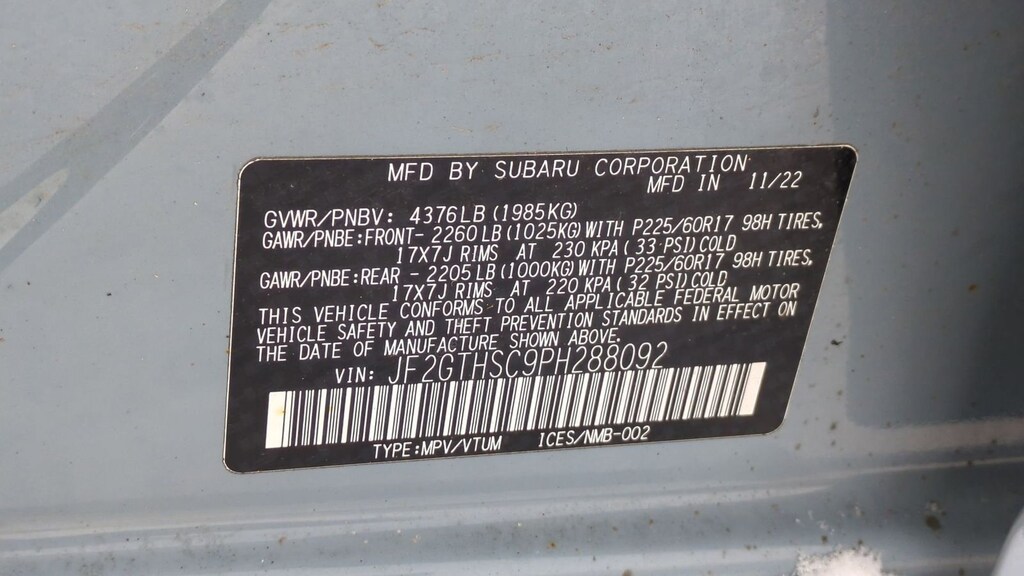 MFD BY SUBARU CORPORATION
MFD IN 11/22
GVWR/PNBV: 4376LB (1985KG)
GAWR/PNBE:FRONT- 2260LB (1025KG) WITH P225/60R17 98H TIRES,
17X7J RIMS AT 230 KPA ( 33 PSI) COLD
GAWR/PNBE:REAR - 2205LB (1000KG) WITH P225/60R17 98H TIRES,
17X7J RIMS AT 220 KPA ( 32 PSI) COLD
THIS VEHICLE CONFORMS TO ALL APPLICABLE FEDERAL MOTOR
VEHICLE SAFETY AND THEFT PREVENTION STANDARDS IN EFFECT ON
THE DATE OF MANUFACTURE SHOWN ABOVE.
VIN: JF2GTHSC9PH288092
TYPE:MPV/VTUM ICES/NMB-002